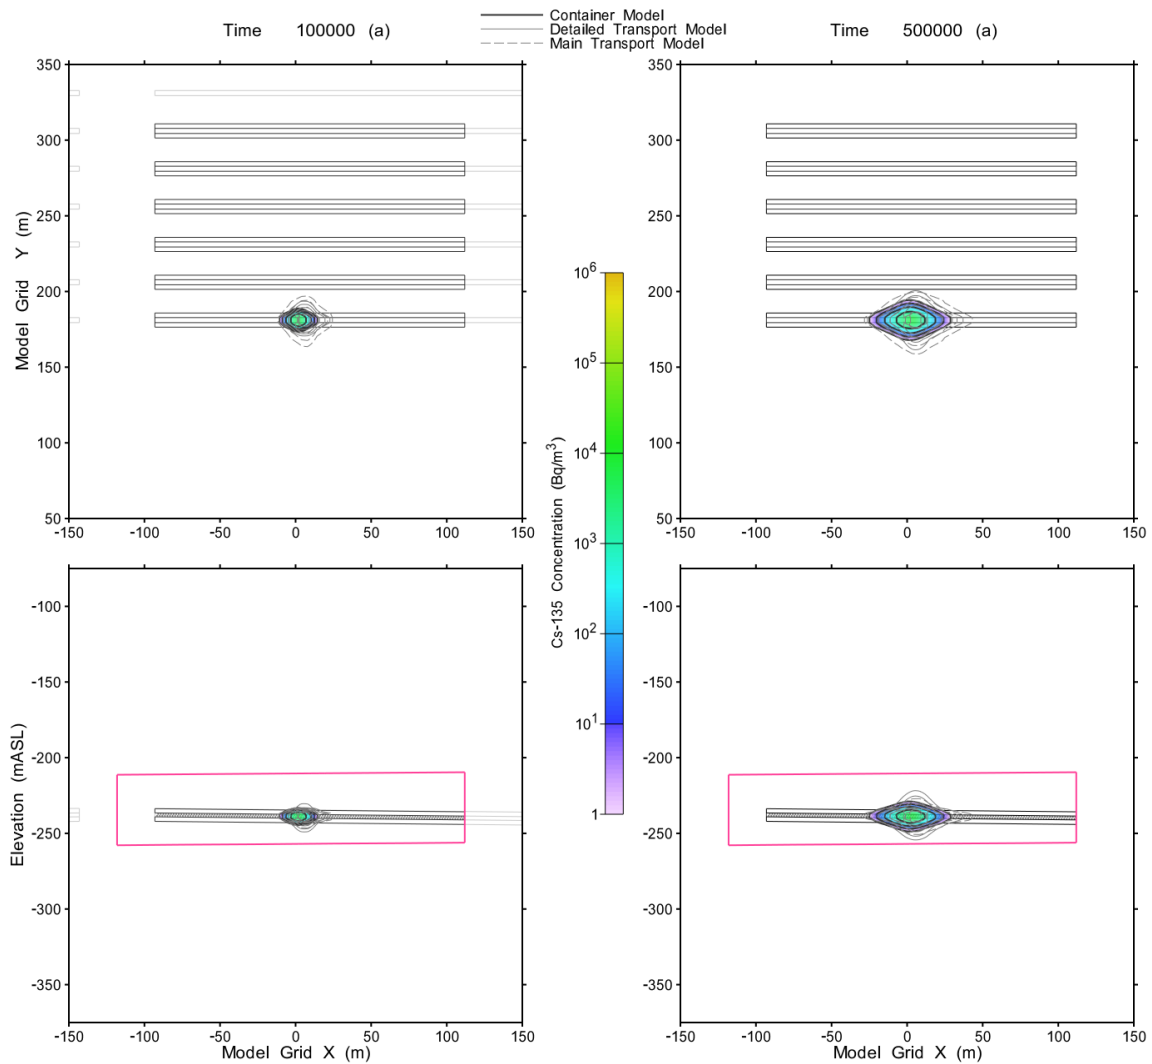 Container Model
Detailed Transport Model
Main Transport Model
Time 100000 (a)
Time 500000 (a)
350
300
250
200
150
100
50
Model Grid Y (m)
-150 -100 -50 0 50 100 150
350
300
250
200
150
100
50
-150 -100 -50 0 50 100 150
10^6
10^5
10^4
10^3
10^2
10^1
1
Cs-135 Concentration (Bq/m^3)
-100
-150
-200
-250
-300
-350
Elevation (mASL)
-150 -100 -50 0 50 100 150
Model Grid X (m)
-100
-150
-200
-250
-300
-350
-150 -100 -50 0 50 100 150
Model Grid X (m)